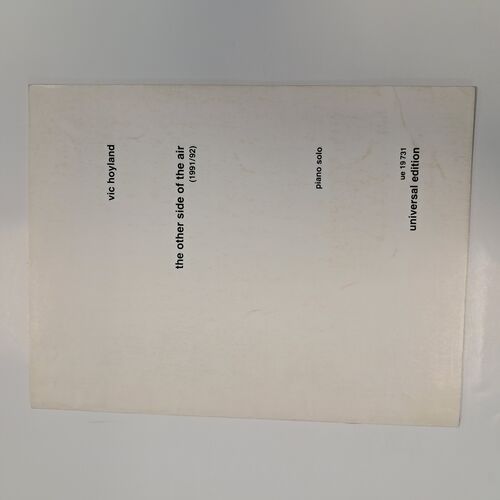 vic hoyland
the other side of the air
(1991/92)
piano solo
ue 19 731
universal edition